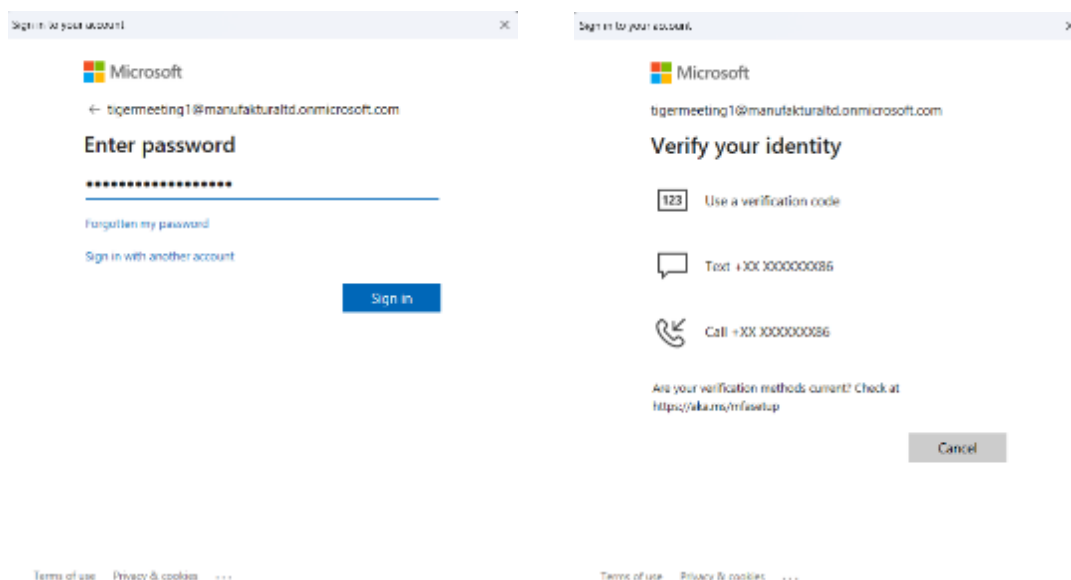 Sign in to your account
Microsoft
← tigermeeting1@manufakturaltd.onmicrosoft.com
Enter password
••••••••••••••••••
Forgotten my password
Sign in with another account
Sign in
Terms of use Privacy & cookies ...
Sign in to your account
Microsoft
tigermeeting1@manufakturaltd.onmicrosoft.com
Verify your identity
123 Use a verification code
Text +XX XXXXXXXX86
Call +XX XXXXXXXX86
Are your verification methods current? Check at
https://aka.ms/mfasetup
Cancel
Terms of use Privacy & cookies ...